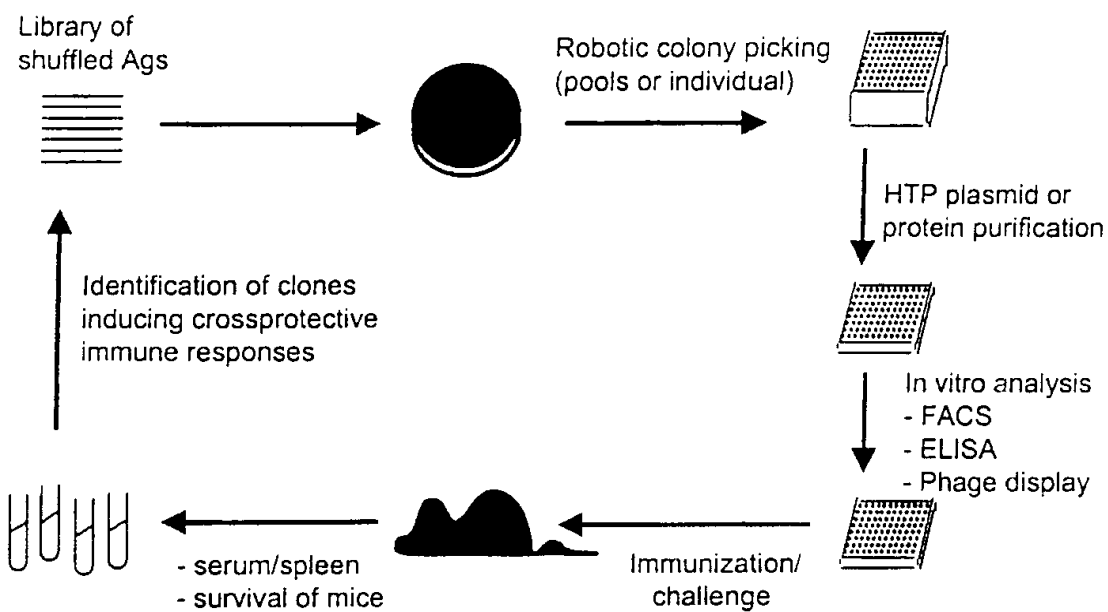 Library of
shuffled Ags
Robotic colony picking
(pools or individual)
HTP plasmid or
protein purification
In vitro analysis
- FACS
- ELISA
- Phage display
Immunization/
challenge
- serum/spleen
- survival of mice
Identification of clones
inducing crossprotective
immune responses